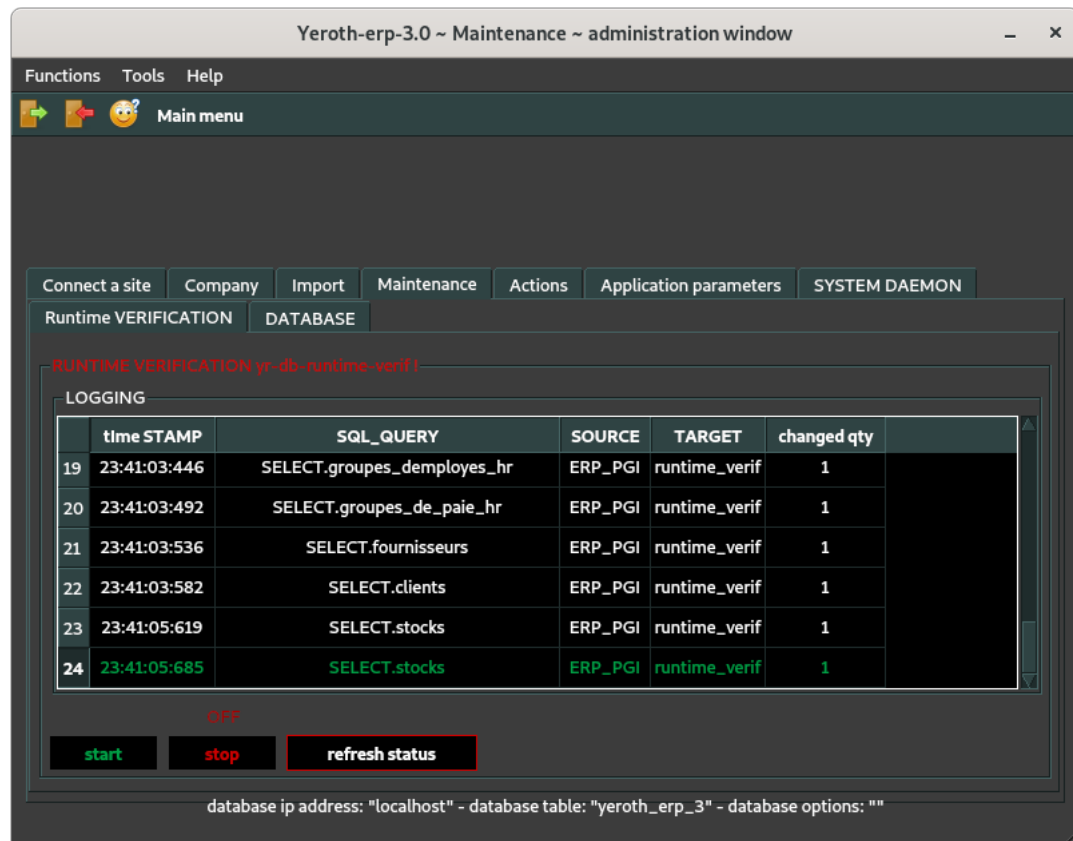 Yeroth-erp-3.0 ~ Maintenance ~ administration window
Functions Tools Help
Main menu
Connect a site Company Import Maintenance Actions Application parameters SYSTEM DAEMON
Runtime VERIFICATION DATABASE
RUNTIME VERIFICATION yr-db-runtime-verif !
LOGGING
tIme STAMP SQL_QUERY SOURCE TARGET changed qty
19 23:41:03:446 SELECT.groupes_demployes_hr ERP_PGI runtime_verif 1
20 23:41:03:492 SELECT.groupes_de_paie_hr ERP_PGI runtime_verif 1
21 23:41:03:536 SELECT.fournisseurs ERP_PGI runtime_verif 1
22 23:41:03:582 SELECT.clients ERP_PGI runtime_verif 1
23 23:41:05:619 SELECT.stocks ERP_PGI runtime_verif 1
24 23:41:05:685 SELECT.stocks ERP_PGI runtime_verif 1
OFF
start stop refresh status
database ip address: "localhost" - database table: "yeroth_erp_3" - database options: ""